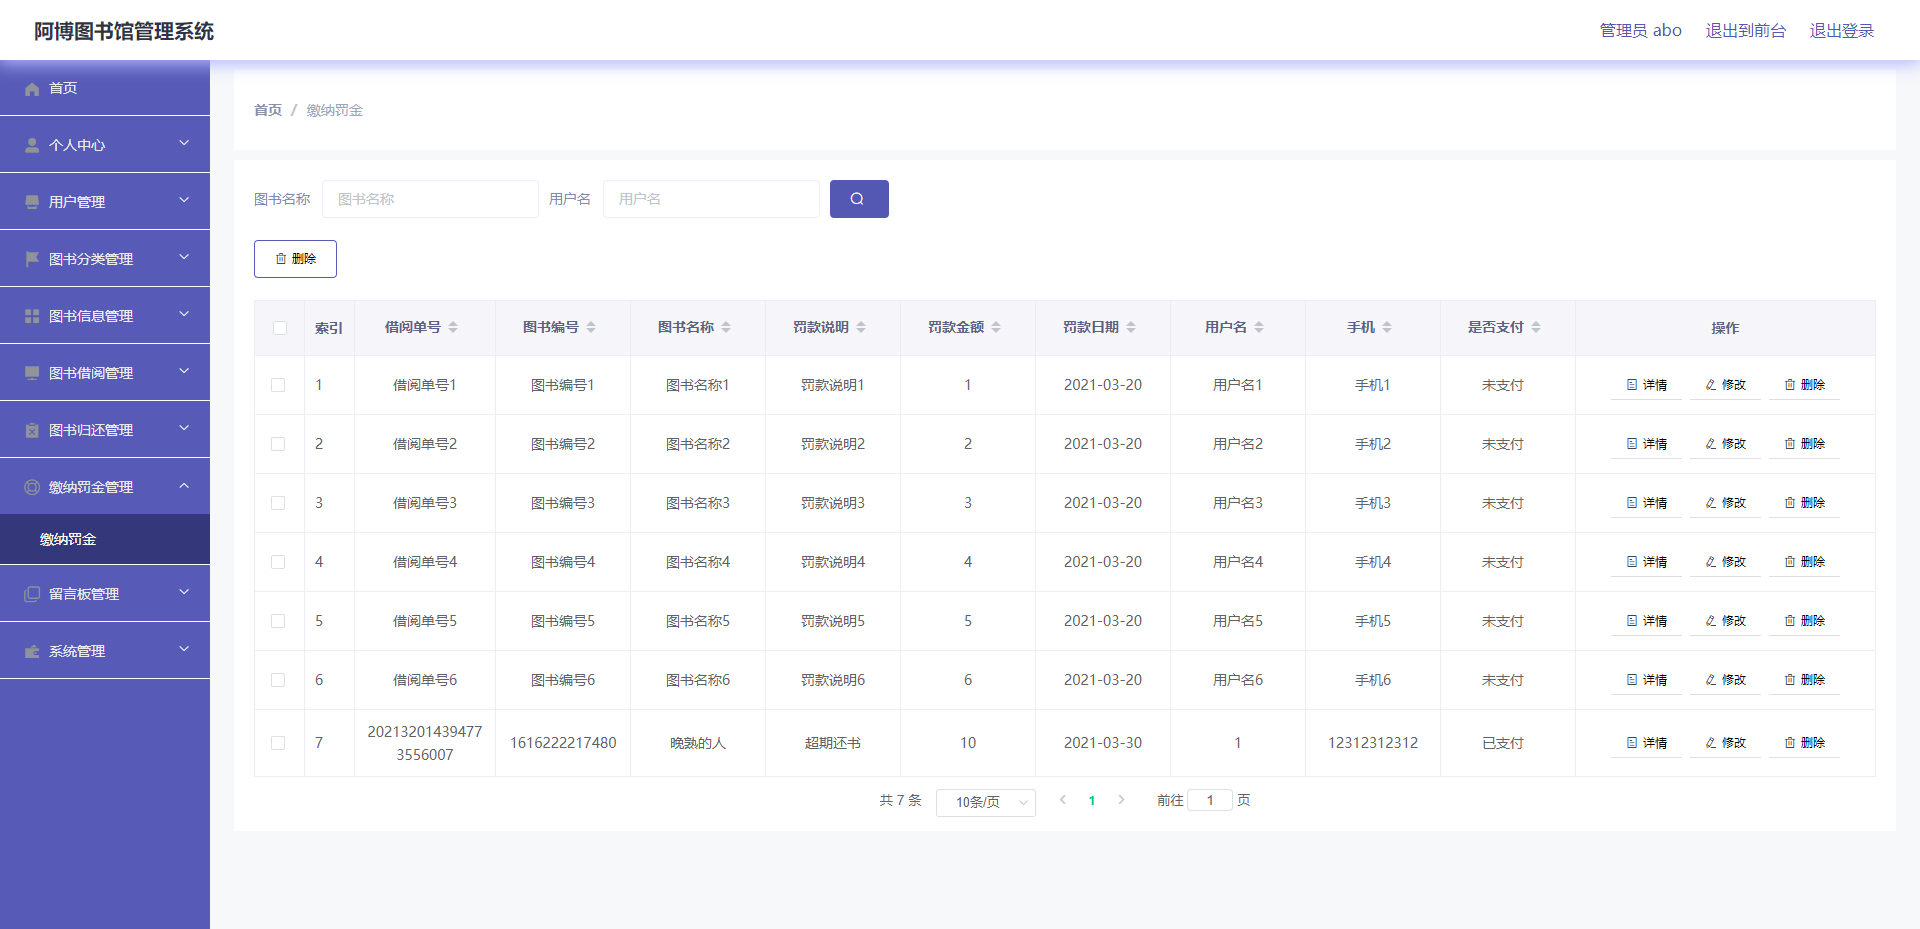 阿博图书馆管理系统
管理员 abo 退出到前台 退出登录
首页
个人中心
用户管理
图书分类管理
图书信息管理
图书借阅管理
图书归还管理
缴纳罚金管理
缴纳罚金
留言板管理
系统管理
首页 / 缴纳罚金
图书名称 图书名称 用户名 用户名
删除
索引 借阅单号 图书编号 图书名称 罚款说明 罚款金额 罚款日期 用户名 手机 是否支付 操作
1 借阅单号1 图书编号1 图书名称1 罚款说明1 1 2021-03-20 用户名1 手机1 未支付 详情 修改 删除
2 借阅单号2 图书编号2 图书名称2 罚款说明2 2 2021-03-20 用户名2 手机2 未支付 详情 修改 删除
3 借阅单号3 图书编号3 图书名称3 罚款说明3 3 2021-03-20 用户名3 手机3 未支付 详情 修改 删除
4 借阅单号4 图书编号4 图书名称4 罚款说明4 4 2021-03-20 用户名4 手机4 未支付 详情 修改 删除
5 借阅单号5 图书编号5 图书名称5 罚款说明5 5 2021-03-20 用户名5 手机5 未支付 详情 修改 删除
6 借阅单号6 图书编号6 图书名称6 罚款说明6 6 2021-03-20 用户名6 手机6 未支付 详情 修改 删除
7 20213201439477
3556007 1616222217480 晚熟的人 超期还书 10 2021-03-30 1 12312312312 已支付 详情 修改 删除
共 7 条 10条/页 1 前往 1 页